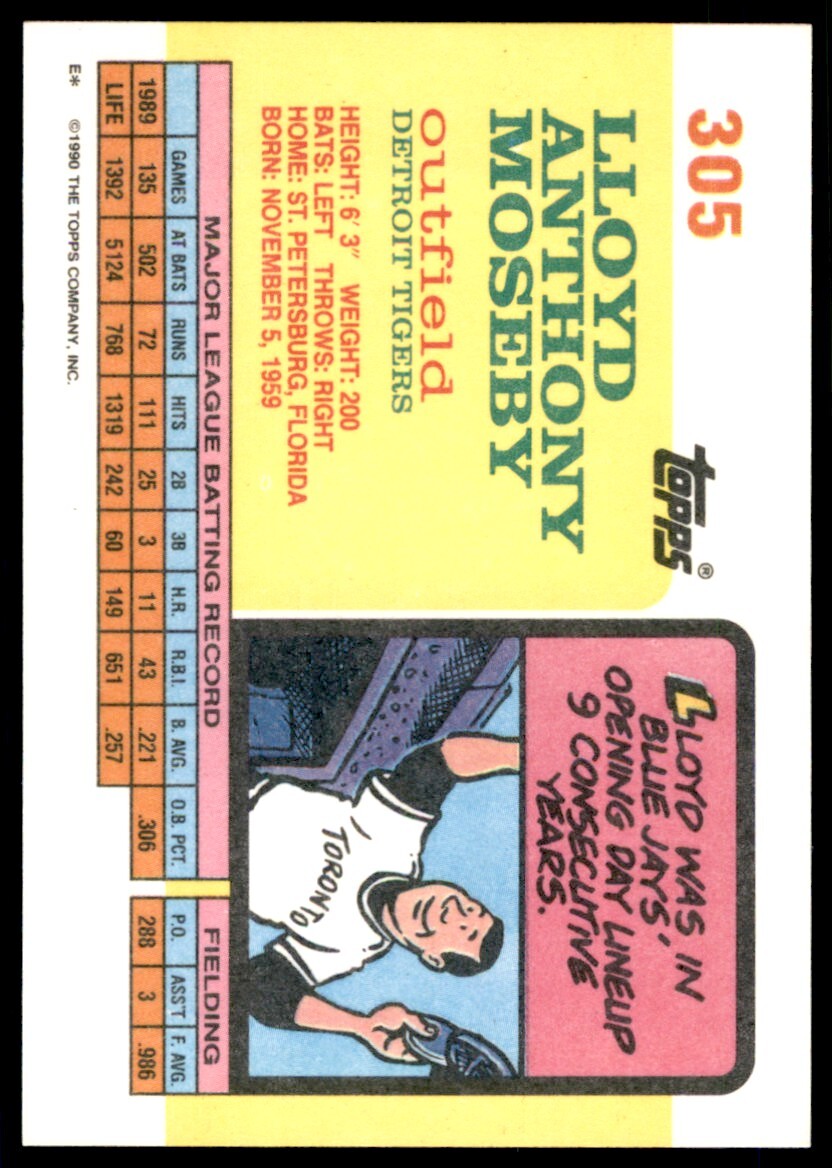 305
topps®
LLOYD
ANTHONY
MOSEBY
outfield
DETROIT TIGERS
HEIGHT: 6' 3" WEIGHT: 200
BATS: LEFT THROWS: RIGHT
HOME: ST. PETERSBURG, FLORIDA
BORN: NOVEMBER 5, 1959
LLOYD WAS IN
BLUE JAYS'
OPENING DAY LINEUP
9 CONSECUTIVE
YEARS.
TORONTO
MAJOR LEAGUE BATTING RECORD FIELDING
GAMES AT BATS RUNS HITS 2B 3B H.R. R.B.I. B. AVG. O.B. PCT. P.O. ASS'T F. AVG.
1989 135 502 72 111 25 3 11 43 .221 .306 288 3 .986
LIFE 1392 5124 768 1319 242 60 149 651 .257
E* ©1990 THE TOPPS COMPANY, INC.